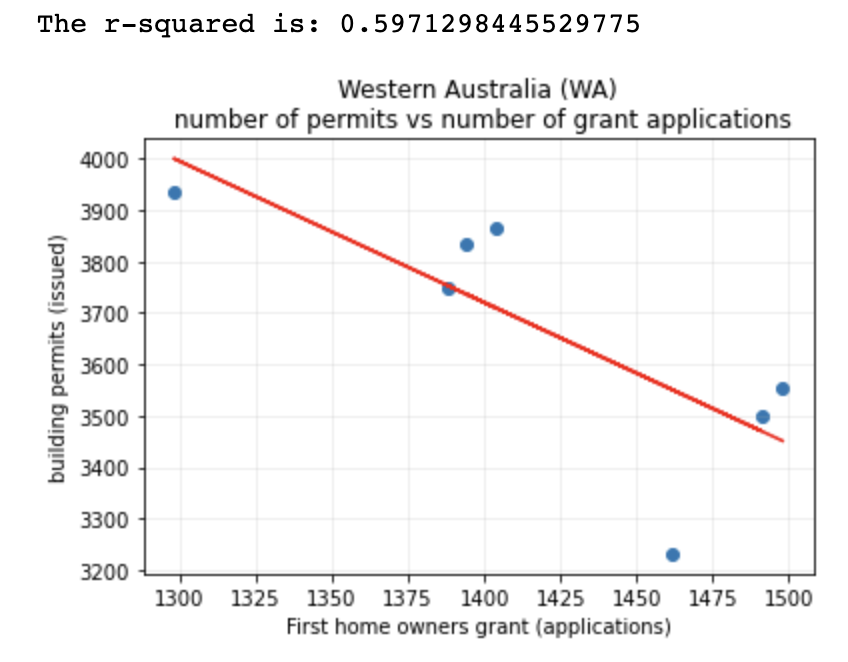 The r-squared is: 0.5971298445529775
Western Australia (WA)
number of permits vs number of grant applications
4000
3900
3800
3700
3600
3500
3400
3300
3200
building permits (issued)
1300 1325 1350 1375 1400 1425 1450 1475 1500
First home owners grant (applications)